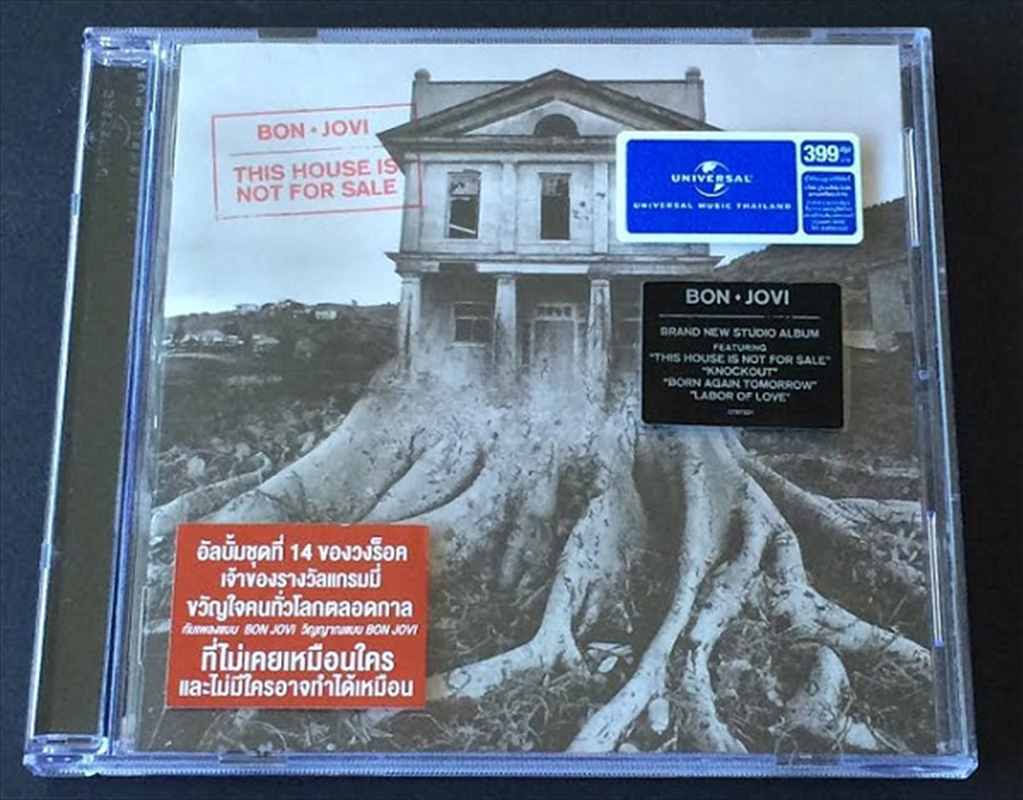 BON • JOVI
THIS HOUSE IS
NOT FOR SALE
UNIVERSAL
UNIVERSAL MUSIC THAILAND
399
BON • JOVI
BRAND NEW STUDIO ALBUM
FEATURING
"THIS HOUSE IS NOT FOR SALE"
"KNOCKOUT"
"BORN AGAIN TOMORROW"
"LABOR OF LOVE"
อัลบั้มชุดที่ 14 ของวงร็อค
เจ้าของรางวัลแกรมมี่
ขวัญใจคนทั่วโลกตลอดกาล
กับเพลงแบบ BON JOVI วิญญาณแบบ BON JOVI
ที่ไม่เคยเหมือนใคร
และไม่มีใครอาจทำได้เหมือน